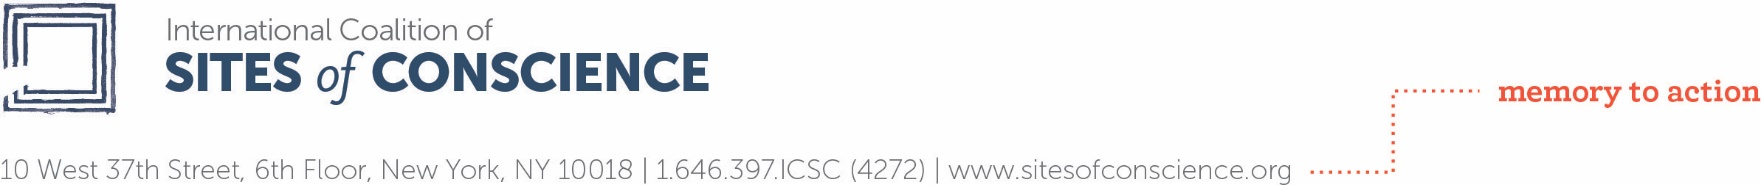 International Coalition of
SITES of CONSCIENCE
memory to action
10 West 37th Street, 6th Floor, New York, NY 10018 | 1.646.397.ICSC (4272) | www.sitesofconscience.org